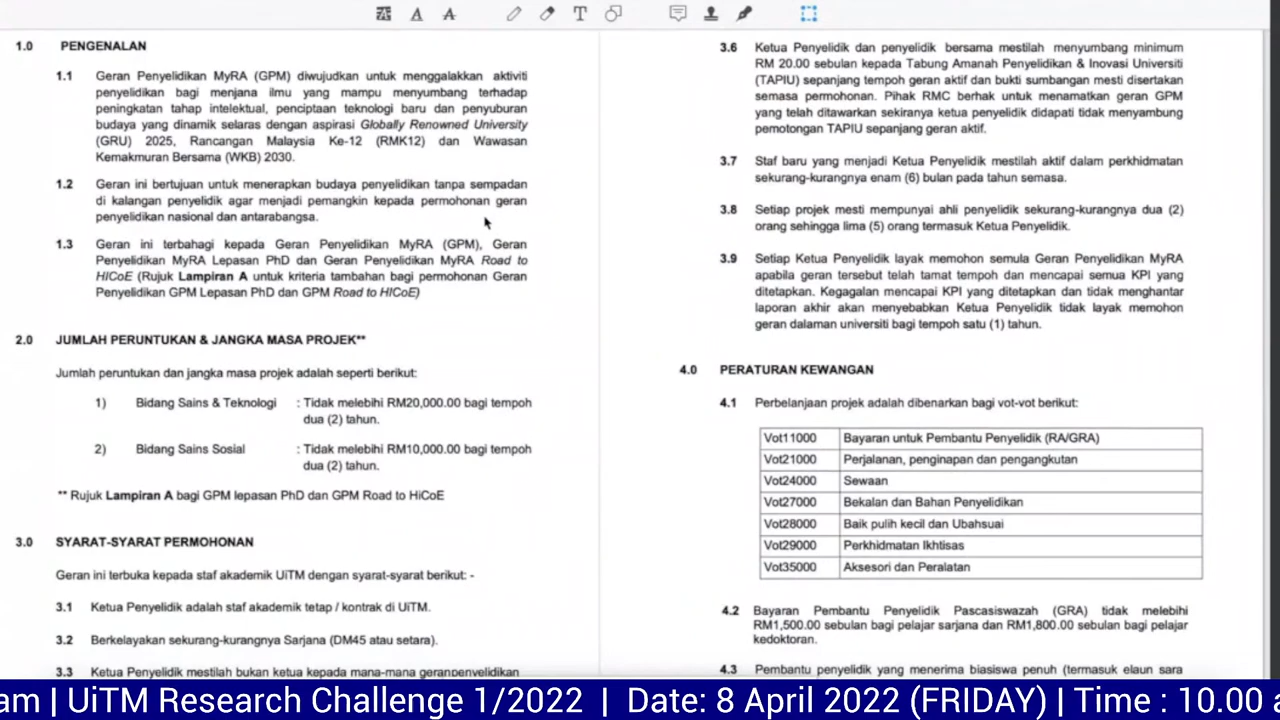 1.0 PENGENALAN
1.1 Geran Penyelidikan MyRA (GPM) diwujudkan untuk menggalakkan aktiviti
penyelidikan bagi menjana ilmu yang mampu menyumbang terhadap
peningkatan tahap intelektual, penciptaan teknologi baru dan penyuburan
budaya yang dinamik selaras dengan aspirasi Globally Renowned University
(GRU) 2025, Rancangan Malaysia Ke-12 (RMK12) dan Wawasan
Kemakmuran Bersama (WKB) 2030.
1.2 Geran ini bertujuan untuk menerapkan budaya penyelidikan tanpa sempadan
di kalangan penyelidik agar menjadi pemangkin kepada permohonan geran
penyelidikan nasional dan antarabangsa.
1.3 Geran ini terbahagi kepada Geran Penyelidikan MyRA (GPM), Geran
Penyelidikan MyRA Lepasan PhD dan Geran Penyelidikan MyRA Road to
HICoE (Rujuk Lampiran A untuk kriteria tambahan bagi permohonan Geran
Penyelidikan GPM Lepasan PhD dan GPM Road to HICoE)
2.0 JUMLAH PERUNTUKAN & JANGKA MASA PROJEK**
Jumlah peruntukan dan jangka masa projek adalah seperti berikut:
1) Bidang Sains & Teknologi : Tidak melebihi RM20,000.00 bagi tempoh
dua (2) tahun.
2) Bidang Sains Sosial : Tidak melebihi RM10,000.00 bagi tempoh
dua (2) tahun.
** Rujuk Lampiran A bagi GPM lepasan PhD dan GPM Road to HiCoE
3.0 SYARAT-SYARAT PERMOHONAN
Geran ini terbuka kepada staf akademik UiTM dengan syarat-syarat berikut: -
3.1 Ketua Penyelidik adalah staf akademik tetap / kontrak di UiTM.
3.2 Berkelayakan sekurang-kurangnya Sarjana (DM45 atau setara).
3.3 Ketua Penyelidik mestilah bukan ketua kepada mana-mana geranpenyelidikan
3.6 Ketua Penyelidik dan penyelidik bersama mestilah menyumbang minimum
RM 20.00 sebulan kepada Tabung Amanah Penyelidikan & Inovasi Universiti
(TAPIU) sepanjang tempoh geran aktif dan bukti sumbangan mesti disertakan
semasa permohonan. Pihak RMC berhak untuk menamatkan geran GPM
yang telah ditawarkan sekiranya ketua penyelidik didapati tidak menyambung
pemotongan TAPIU sepanjang geran aktif.
3.7 Staf baru yang menjadi Ketua Penyelidik mestilah aktif dalam perkhidmatan
sekurang-kurangnya enam (6) bulan pada tahun semasa.
3.8 Setiap projek mesti mempunyai ahli penyelidik sekurang-kurangnya dua (2)
orang sehingga lima (5) orang termasuk Ketua Penyelidik.
3.9 Setiap Ketua Penyelidik layak memohon semula Geran Penyelidikan MyRA
apabila geran tersebut telah tamat tempoh dan mencapai semua KPI yang
ditetapkan. Kegagalan mencapai KPI yang ditetapkan dan tidak menghantar
laporan akhir akan menyebabkan Ketua Penyelidik tidak layak memohon
geran dalaman universiti bagi tempoh satu (1) tahun.
4.0 PERATURAN KEWANGAN
4.1 Perbelanjaan projek adalah dibenarkan bagi vot-vot berikut:
Vot11000 Bayaran untuk Pembantu Penyelidik (RA/GRA)
Vot21000 Perjalanan, penginapan dan pengangkutan
Vot24000 Sewaan
Vot27000 Bekalan dan Bahan Penyelidikan
Vot28000 Baik pulih kecil dan Ubahsuai
Vot29000 Perkhidmatan Ikhtisas
Vot35000 Aksesori dan Peralatan
4.2 Bayaran Pembantu Penyelidik Pascasiswazah (GRA) tidak melebihi
RM1,500.00 sebulan bagi pelajar sarjana dan RM1,800.00 sebulan bagi pelajar
kedoktoran.
4.3 Pembantu penyelidik yang menerima biasiswa penuh (termasuk elaun sara
am | UiTM Research Challenge 1/2022 | Date: 8 April 2022 (FRIDAY) | Time : 10.00 a